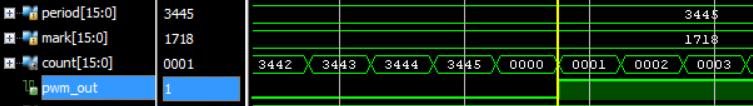 period[15:0] 3445 3445
mark[15:0] 1718 1718
count[15:0] 0001 3442 3443 3444 3445 0000 0001 0002 0003
pwm_out 1